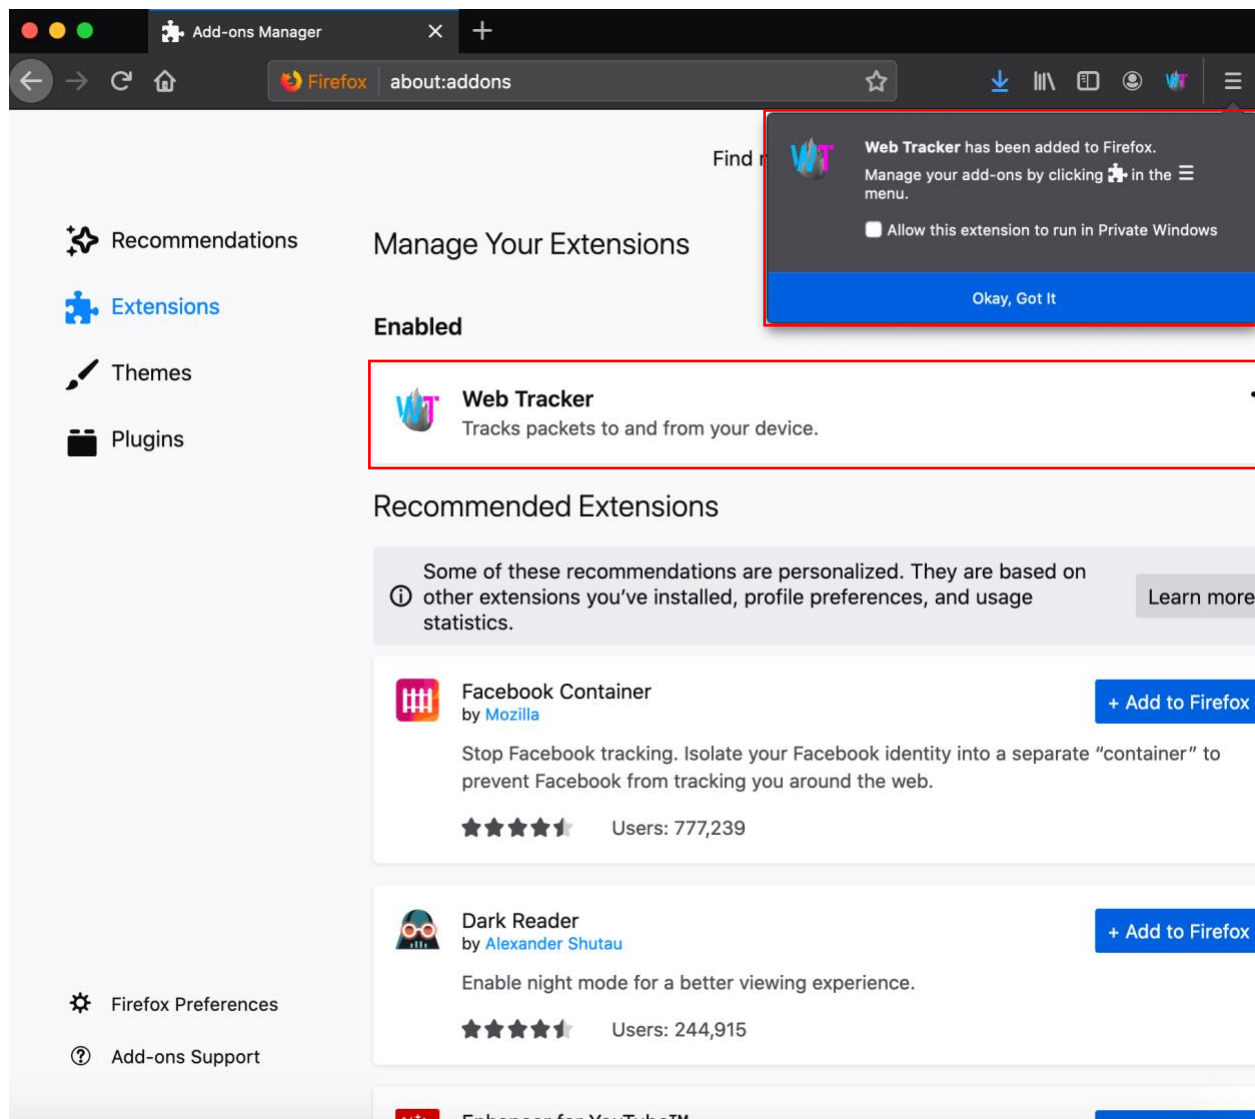 Add-ons Manager
Firefox about:addons
Find
WT
Web Tracker has been added to Firefox.
Manage your add-ons by clicking in the
menu.
Allow this extension to run in Private Windows
Okay, Got It
Recommendations
Extensions
Themes
Plugins
Manage Your Extensions
Enabled
WT
Web Tracker
Tracks packets to and from your device.
Recommended Extensions
Some of these recommendations are personalized. They are based on
other extensions you’ve installed, profile preferences, and usage
statistics.
Learn more
Facebook Container
by Mozilla
+ Add to Firefox
Stop Facebook tracking. Isolate your Facebook identity into a separate “container” to
prevent Facebook from tracking you around the web.
Users: 777,239
Dark Reader
by Alexander Shutau
+ Add to Firefox
Enable night mode for a better viewing experience.
Users: 244,915
Firefox Preferences
Add-ons Support
Enhancer for YouTube™